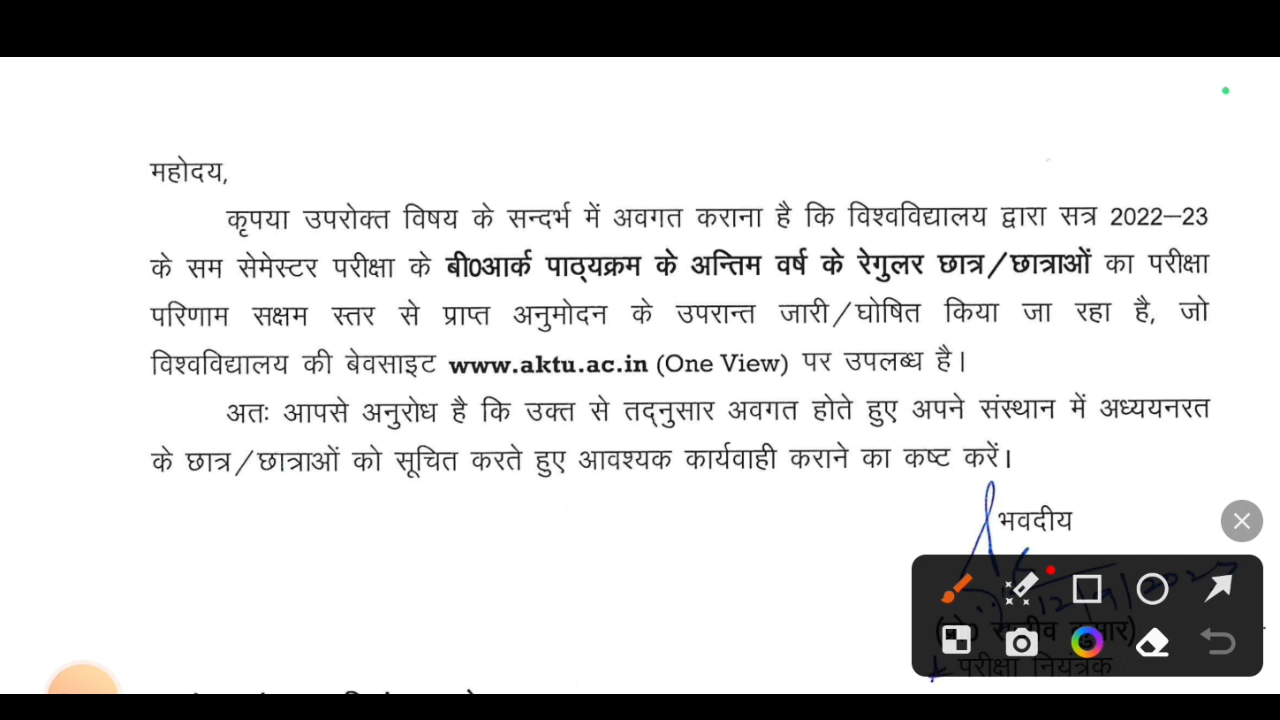 महोदय,
कृपया उपरोक्त विषय के सन्दर्भ में अवगत कराना है कि विश्वविद्यालय द्वारा सत्र 2022–23
के सम सेमेस्टर परीक्षा के बी0आर्क पाठ्यक्रम के अन्तिम वर्ष के रेगुलर छात्र/छात्राओं का परीक्षा
परिणाम सक्षम स्तर से प्राप्त अनुमोदन के उपरान्त जारी/घोषित किया जा रहा है, जो
विश्वविद्यालय की बेवसाइट www.aktu.ac.in (One View) पर उपलब्ध है।
अतः आपसे अनुरोध है कि उक्त से तद्नुसार अवगत होते हुए अपने संस्थान में अध्ययनरत
के छात्र/छात्राओं को सूचित करते हुए आवश्यक कार्यवाही कराने का कष्ट करें।
भवदीय
परीक्षा नियंत्रक